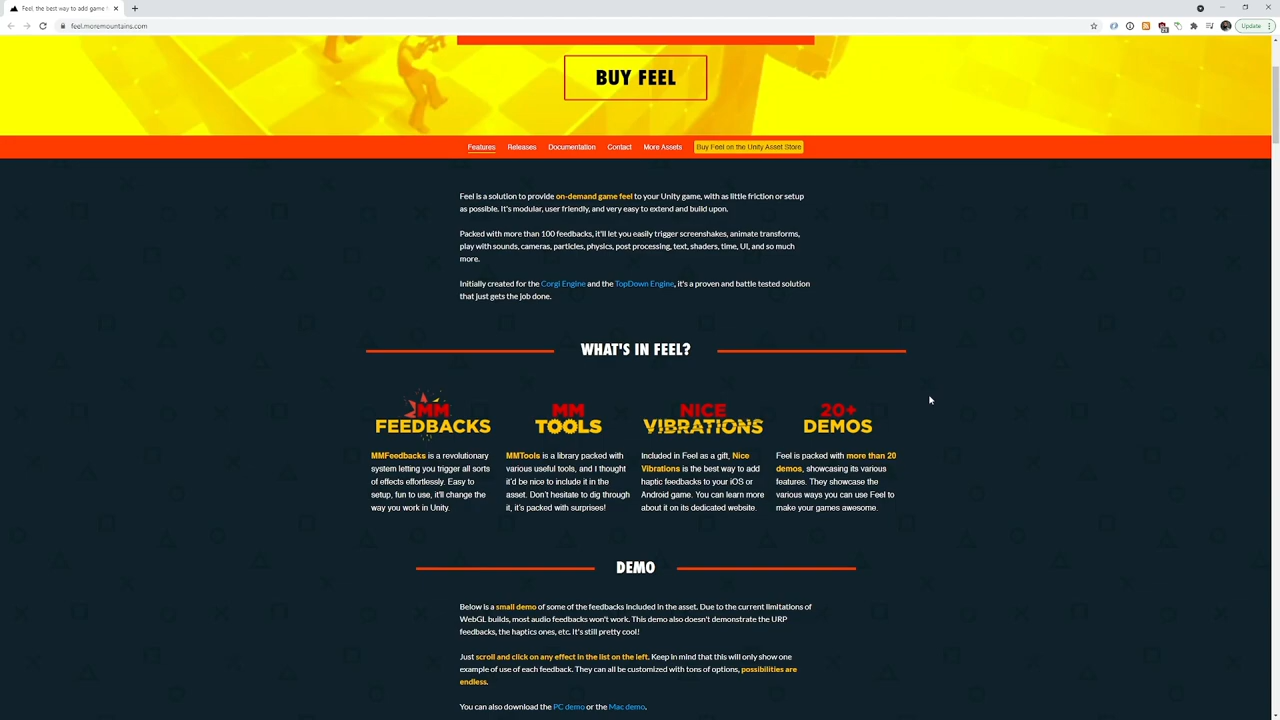 Feel, the best way to add game f
feel.moremountains.com
Update
BUY FEEL
Features
Releases
Documentation
Contact
More Assets
Buy Feel on the Unity Asset Store
Feel is a solution to provide on-demand game feel to your Unity game, with as little friction or setup
as possible. It's modular, user friendly, and very easy to extend and build upon.
Packed with more than 100 feedbacks, it'll let you easily trigger screenshakes, animate transforms,
play with sounds, cameras, particles, physics, post processing, text, shaders, time, UI, and so much
more.
Initially created for the Corgi Engine and the TopDown Engine, it's a proven and battle tested solution
that just gets the job done.
WHAT'S IN FEEL?
MM
FEEDBACKS
MMFeedbacks is a revolutionary
system letting you trigger all sorts
of effects effortlessly. Easy to
setup, fun to use, it'll change the
way you work in Unity.
MM
TOOLS
MMTools is a library packed with
various useful tools, and I thought
it'd be nice to include it in the
asset. Don't hesitate to dig through
it, it's packed with surprises!
NICE
VIBRATIONS
Included in Feel as a gift, Nice
Vibrations is the best way to add
haptic feedbacks to your iOS or
Android game. You can learn more
about it on its dedicated website.
20+
DEMOS
Feel is packed with more than 20
demos, showcasing its various
features. They showcase the
various ways you can use Feel to
make your games awesome.
DEMO
Below is a small demo of some of the feedbacks included in the asset. Due to the current limitations of
WebGL builds, most audio feedbacks won't work. This demo also doesn't demonstrate the URP
feedbacks, the haptics ones, etc. It's still pretty cool!
Just scroll and click on any effect in the list on the left. Keep in mind that this will only show one
example of use of each feedback. They can all be customized with tons of options, possibilities are
endless.
You can also download the PC demo or the Mac demo.